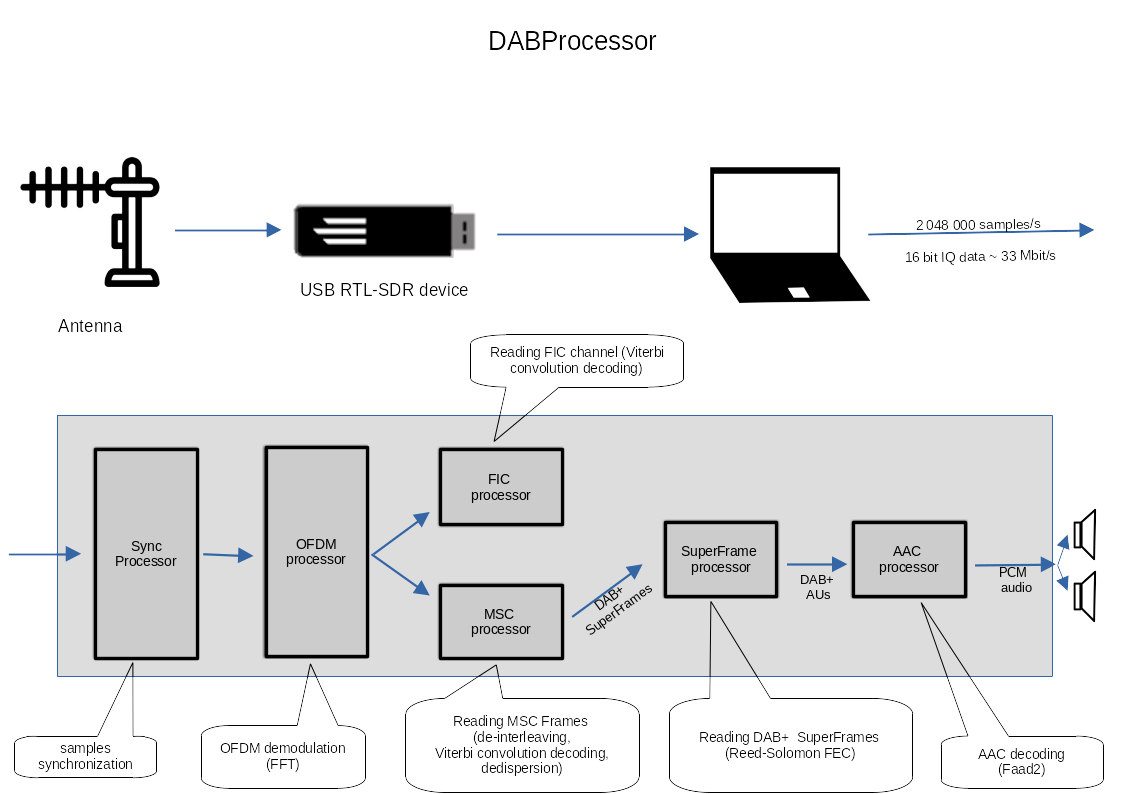 DABProcessor
2 048 000 samples/s
16 bit IQ data ~ 33 Mbit/s
USB RTL-SDR device
Antenna
Reading FIC channel (Viterbi
convolution decoding)
Sync
Processor
OFDM
processor
FIC
processor
MSC
processor
DAB+
SuperFrames
SuperFrame
processor
DAB+
AUs
AAC
processor
PCM
audio
samples
synchronization
OFDM demodulation
(FFT)
Reading MSC Frames
(de-interleaving,
Viterbi convolution decoding,
dedispersion)
Reading DAB+  SuperFrames
(Reed-Solomon FEC)
AAC decoding
(Faad2)